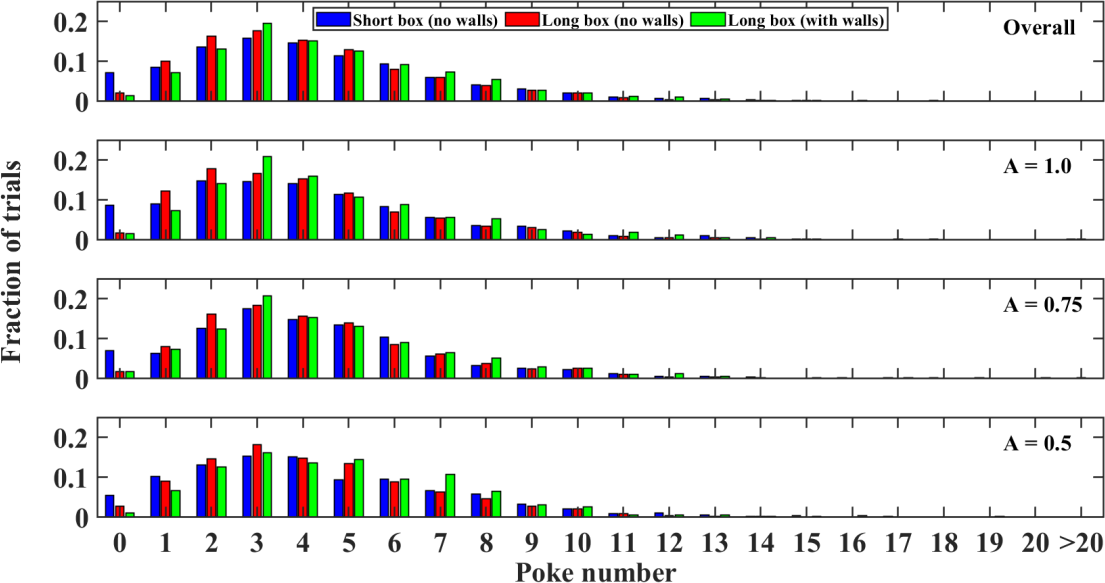 Short box (no walls) Long box (no walls) Long box (with walls)
Overall
0.2
0.1
0
A = 1.0
0.2
0.1
0
A = 0.75
0.2
0.1
0
A = 0.5
0.2
0.1
0
Fraction of trials
0 1 2 3 4 5 6 7 8 9 10 11 12 13 14 15 16 17 18 19 20 >20
Poke number